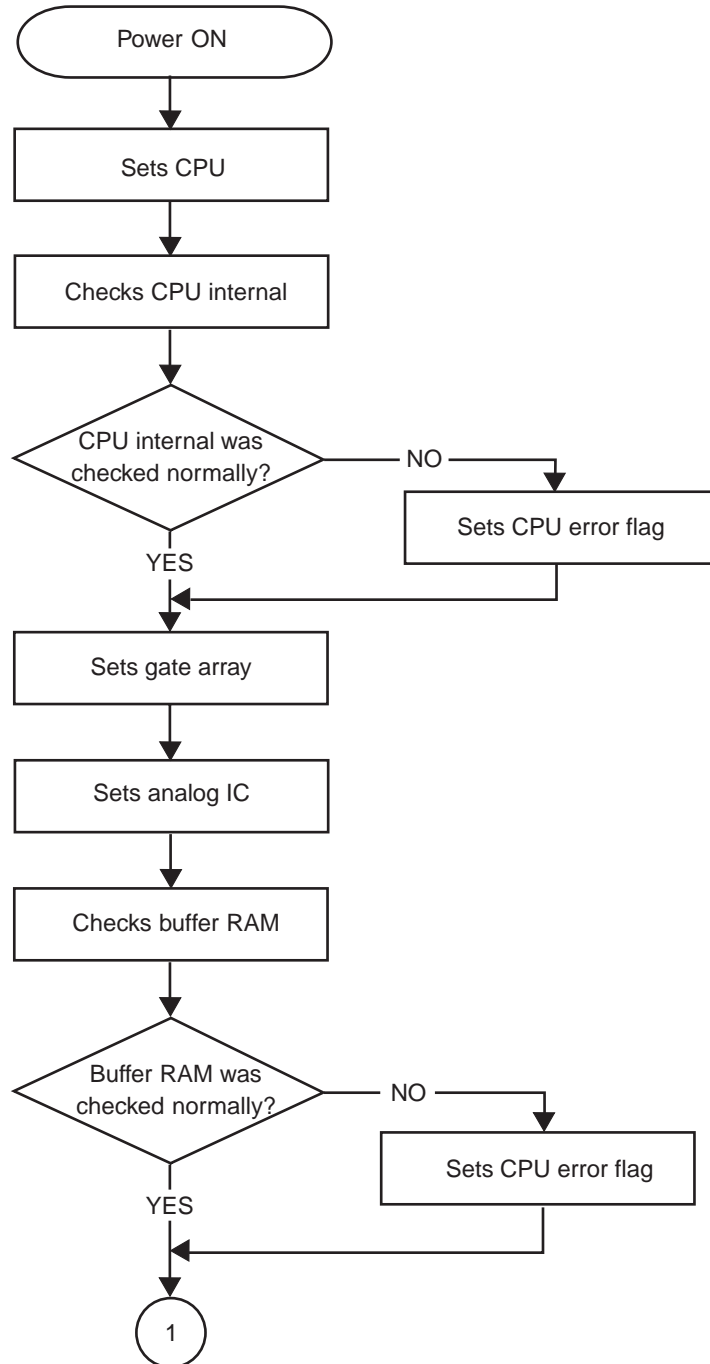 Power ON
Sets CPU
Checks CPU internal
CPU internal was
checked normally?
NO
Sets CPU error flag
YES
Sets gate array
Sets analog IC
Checks buffer RAM
Buffer RAM was
checked normally?
NO
Sets CPU error flag
YES
1